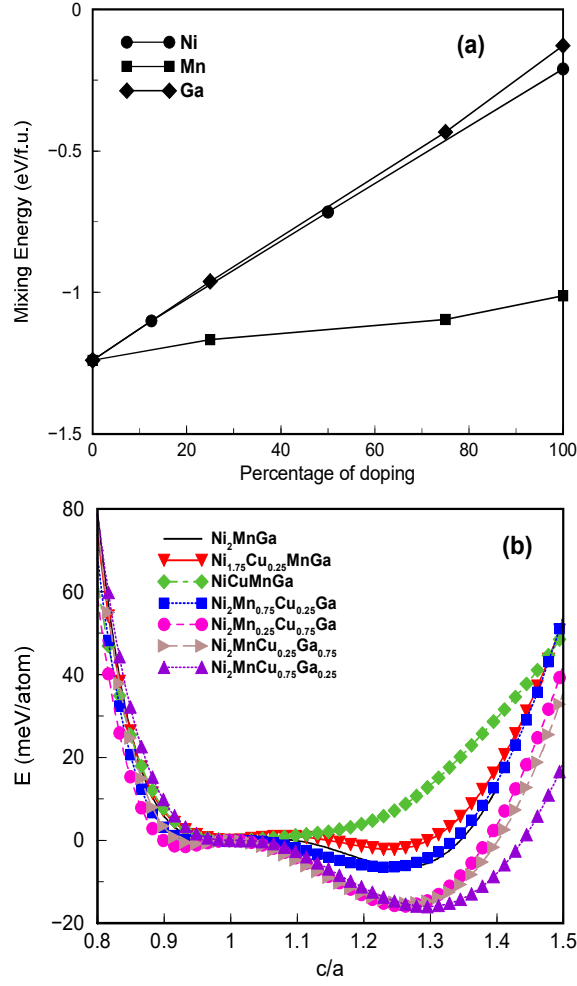 0
Ni
Mn
Ga
(a)
−0.5
Mixing Energy (eV/f.u.)
−1
−1.5
0 20 40 60 80 100
Percentage of doping
80
Ni₂MnGa
(b)
Ni₁.₇₅Cu₀.₂₅MnGa
NiCuMnGa
60
Ni₂Mn₀.₇₅Cu₀.₂₅Ga
Ni₂Mn₀.₂₅Cu₀.₇₅Ga
Ni₂MnCu₀.₂₅Ga₀.₇₅
Ni₂MnCu₀.₇₅Ga₀.₂₅
40
E (meV/atom)
20
0
−20
0.8 0.9 1 1.1 1.2 1.3 1.4 1.5
c/a